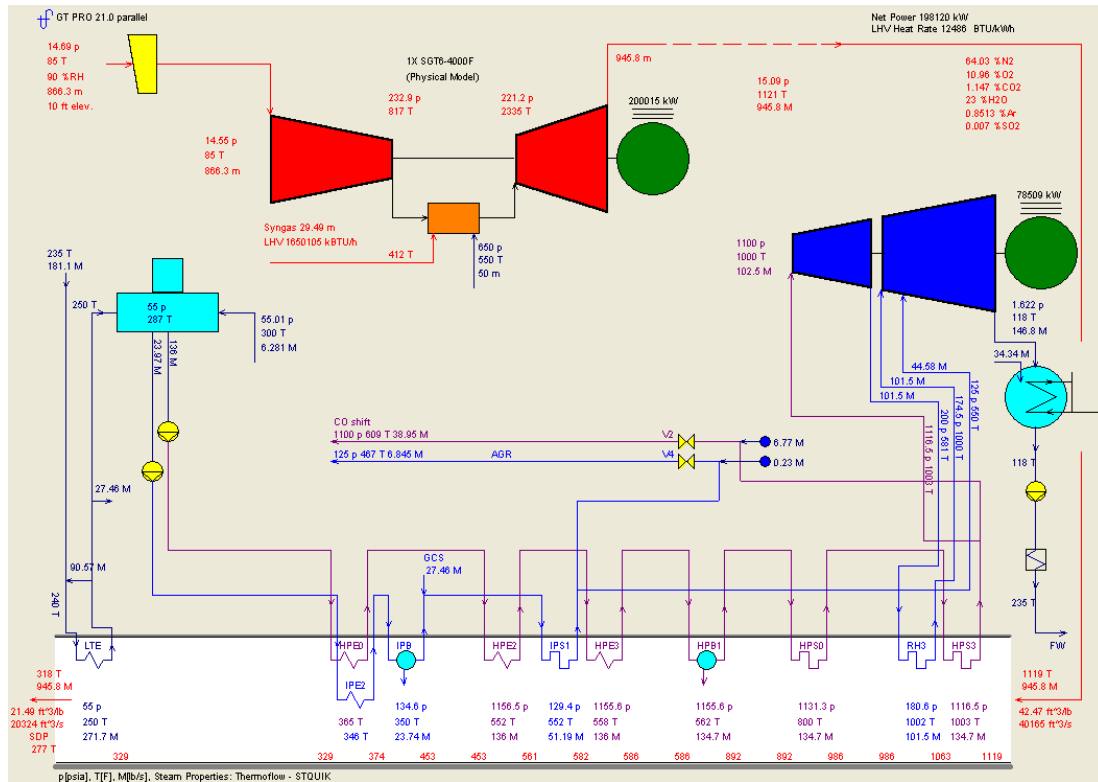 GT PRO 21.0 parallel
Net Power 198120 kW
LHV Heat Rate 12486 BTU/kWh
14.69 p
85 T
90 %RH
866.3 m
10 ft elev.
1X SGT6-4000F
(Physical Model)
945.8 m
64.03 %N2
10.96 %O2
1.147 %CO2
23 %H2O
0.8513 %Ar
0.007 %SO2
15.09 p
1121 T
945.8 M
232.9 p
817 T
221.2 p
2335 T
200015 kW
14.55 p
85 T
866.3 m
78509 kW
Syngas 29.49 m
LHV 1650105 kBTU/h
412 T
650 p
550 T
50 m
1100 p
1000 T
102.5 M
235 T
181.1 M
250 T
55 p
287 T
55.01 p
300 T
6.281 M
23.97 M
136 M
1.622 p
118 T
146.8 M
34.34 M
44.58 M
101.5 M
101.5 M
125 p 550 T
174.5 p 1000 T
200 p 581 T
1116.5 p 1003 T
CO shift
1100 p 609 T 38.95 M
V2
6.77 M
125 p 467 T 6.845 M
AGR
V4
0.23 M
118 T
27.46 M
GCS
27.46 M
90.57 M
240 T
235 T
FW
LTE
HPE0
IPB
HPE2
IPS1
HPE3
HPB1
HPS0
RH3
HPS3
IPE2
318 T
945.8 M
21.49 ft^3/lb
20324 ft^3/s
SDP
277 T
55 p
250 T
271.7 M
365 T
346 T
134.6 p
350 T
23.74 M
1156.5 p
552 T
136 M
129.4 p
552 T
51.19 M
1155.6 p
558 T
136 M
1155.6 p
562 T
134.7 M
1131.3 p
800 T
134.7 M
180.6 p
1002 T
101.5 M
1116.5 p
1003 T
134.7 M
1119 T
945.8 M
42.47 ft^3/lb
40165 ft^3/s
329
329
374
453
453
561
586
586
892
892
986
986
1063
1119
p[psia], T[F], M[lb/s], Steam Properties: Thermoflow - STQUIK